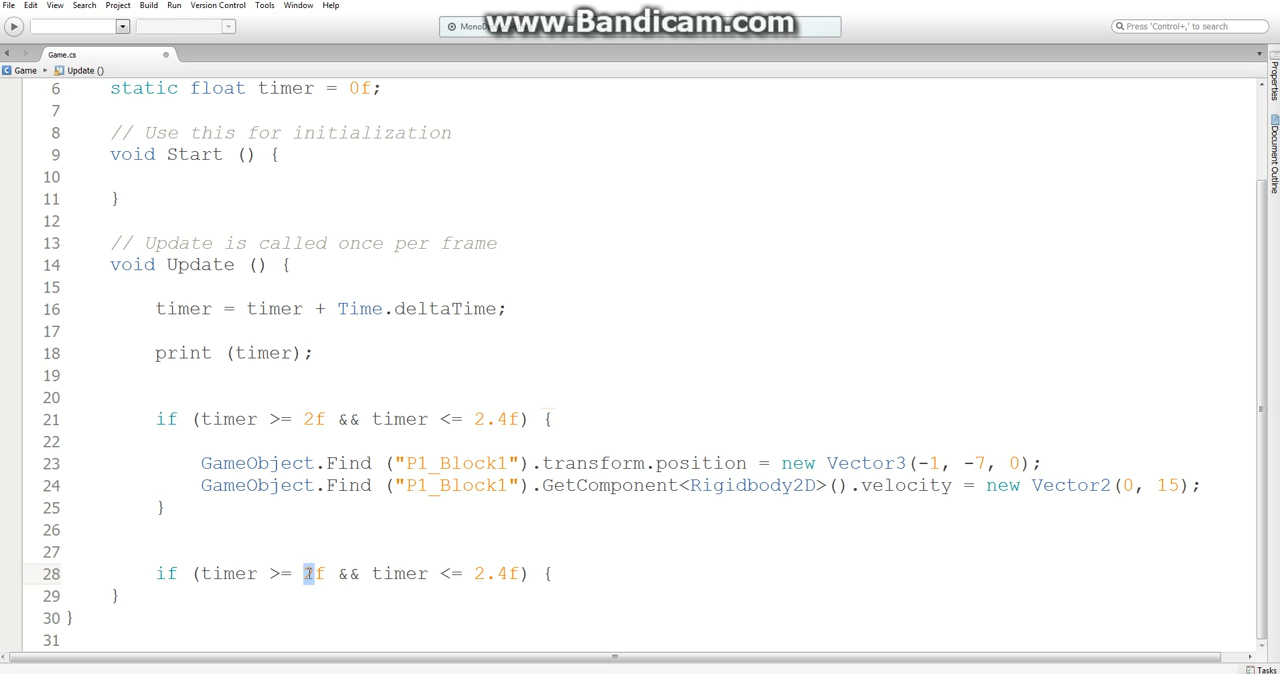 File Edit View Search Project Build Run Version Control Tools Window Help
www.Bandicam.com
Press 'Control+,' to search
Game.cs
Game Update ()
Properties
Document Outline
6 static float timer = 0f;
7
8 // Use this for initialization
9 void Start () {
10
11 }
12
13 // Update is called once per frame
14 void Update () {
15
16 timer = timer + Time.deltaTime;
17
18 print (timer);
19
20
21 if (timer >= 2f && timer <= 2.4f) {
22
23 GameObject.Find ("P1_Block1").transform.position = new Vector3(-1, -7, 0);
24 GameObject.Find ("P1_Block1").GetComponent<Rigidbody2D>().velocity = new Vector2(0, 15);
25 }
26
27
28 if (timer >= 2f && timer <= 2.4f) {
29 }
30 }
31
Tasks